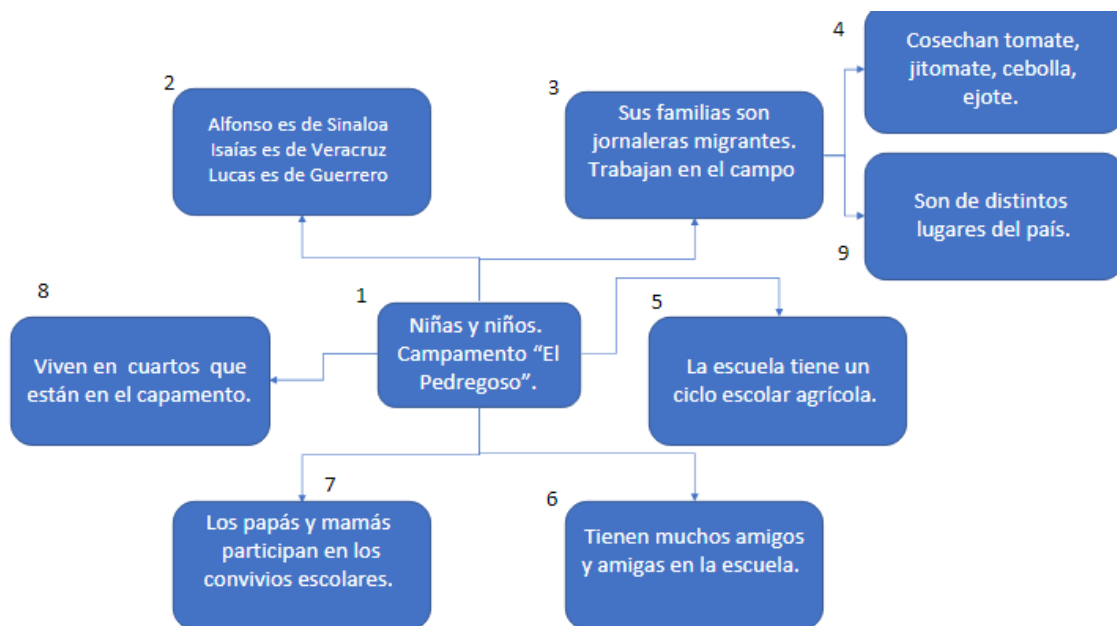 4
Cosechan tomate,
jitomate, cebolla,
ejote.
2
Alfonso es de Sinaloa
Isaías es de Veracruz
Lucas es de Guerrero
3
Sus familias son
jornaleras migrantes.
Trabajan en el campo
Son de distintos
lugares del país.
9
8
Viven en cuartos que
están en el capamento.
1
Niñas y niños.
Campamento “El
Pedregoso”.
5
La escuela tiene un
ciclo escolar agrícola.
7
Los papás y mamás
participan en los
convivios escolares.
6
Tienen muchos amigos
y amigas en la escuela.